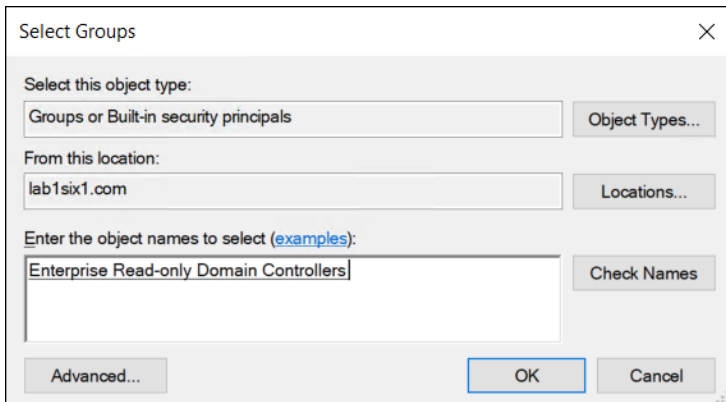 Select Groups
Select this object type:
Groups or Built-in security principals
Object Types...
From this location:
lab1six1.com
Locations...
Enter the object names to select (examples):
Enterprise Read-only Domain Controllers
Check Names
Advanced...
OK
Cancel